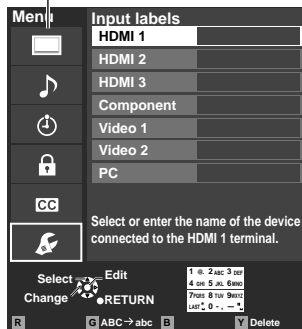 Menu
Input labels
HDMI 1
HDMI 2
HDMI 3
Component
Video 1
Video 2
PC
CC
Select or enter the name of the device
connected to the HDMI 1 terminal.
Select
Edit
Change
RETURN
1 @. 2 ABC 3 DEF
4 GHI 5 JKL 6 MNO
7 PQRS 8 TUV 9 WXYZ
LAST 0 - , —
R
G ABC→abc B
Y Delete